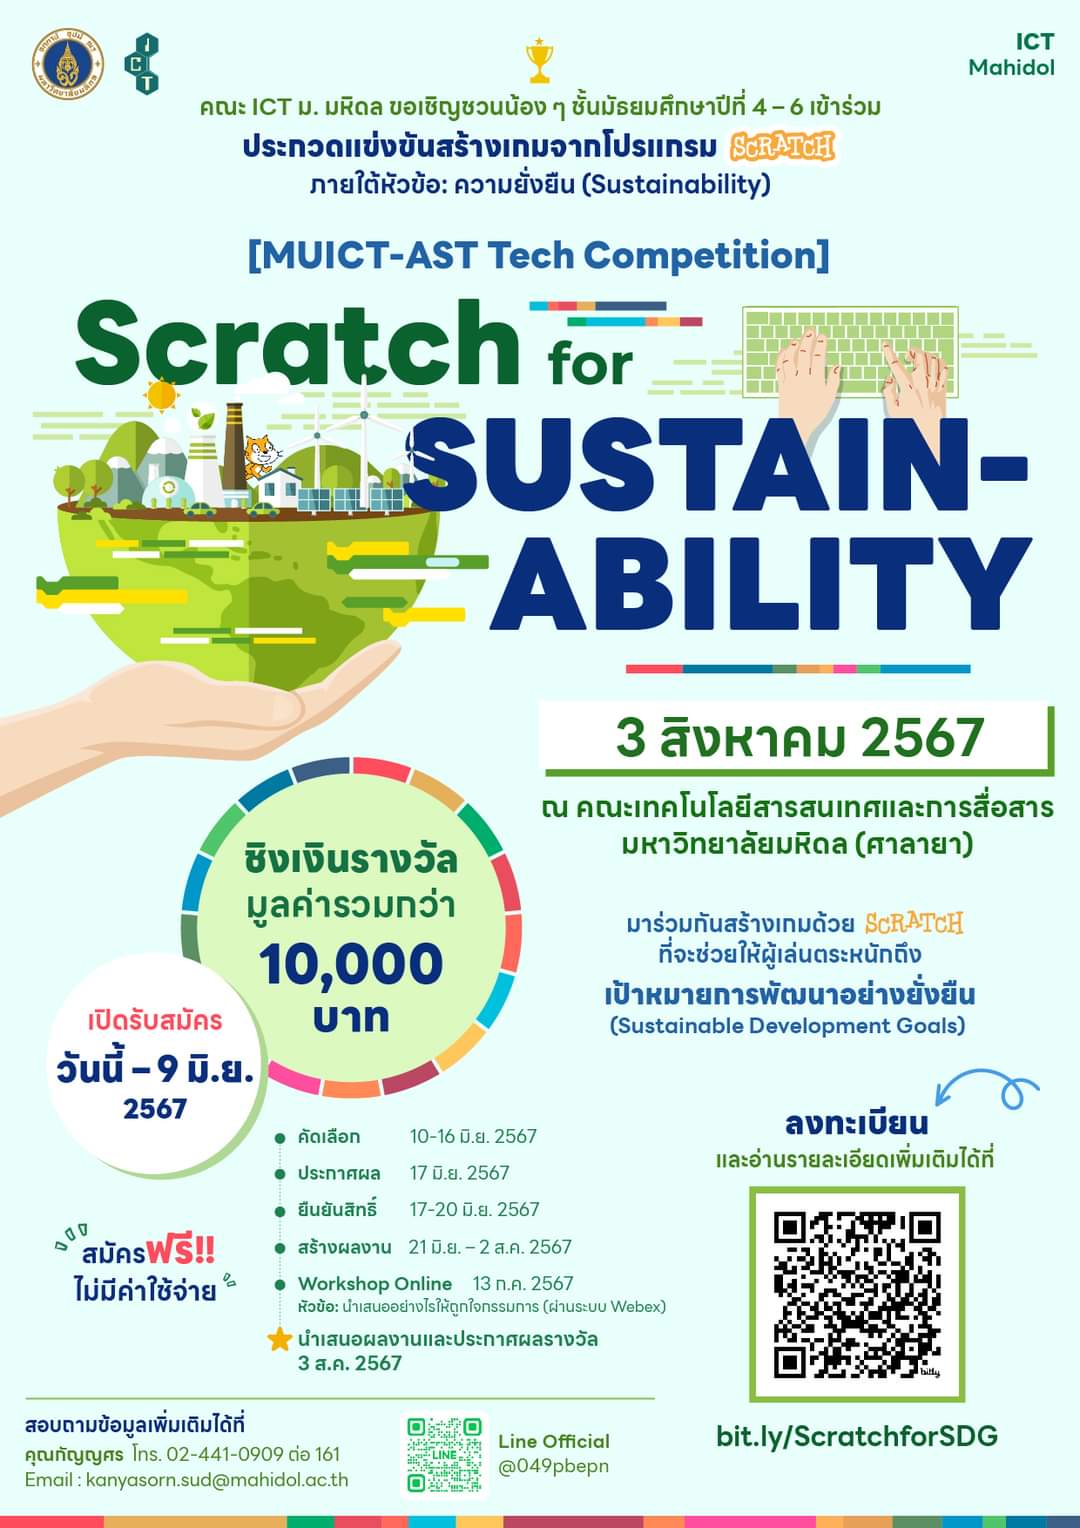 ICT
Mahidol
คณะ ICT ม. มหิดล ขอเชิญชวนน้อง ๆ ชั้นมัธยมศึกษาปีที่ 4 – 6 เข้าร่วม
ประกวดแข่งขันสร้างเกมจากโปรแกรม SCRATCH
ภายใต้หัวข้อ: ความยั่งยืน (Sustainability)
[MUICT-AST Tech Competition]
Scratch for
SUSTAIN-
ABILITY
3 สิงหาคม 2567
ณ คณะเทคโนโลยีสารสนเทศและการสื่อสาร
มหาวิทยาลัยมหิดล (ศาลายา)
ชิงเงินรางวัล
มูลค่ารวมกว่า
10,000
บาท
มาร่วมกันสร้างเกมด้วย SCRATCH
ที่จะช่วยให้ผู้เล่นตระหนักถึง
เป้าหมายการพัฒนาอย่างยั่งยืน
(Sustainable Development Goals)
เปิดรับสมัคร
วันนี้ – 9 มิ.ย.
2567
คัดเลือก 10-16 มิ.ย. 2567
ประกาศผล 17 มิ.ย. 2567
ยืนยันสิทธิ์ 17-20 มิ.ย. 2567
สร้างผลงาน 21 มิ.ย. – 2 ส.ค. 2567
Workshop Online 13 ก.ค. 2567
หัวข้อ: นำเสนออย่างไรให้ถูกใจกรรมการ (ผ่านระบบ Webex)
นำเสนอผลงานและประกาศผลรางวัล
3 ส.ค. 2567
สมัครฟรี!!
ไม่มีค่าใช้จ่าย
ลงทะเบียน
และอ่านรายละเอียดเพิ่มเติมได้ที่
bitly
bit.ly/ScratchforSDG
สอบถามข้อมูลเพิ่มเติมได้ที่
คุณกัญญศร โทร. 02-441-0909 ต่อ 161
Email : kanyasorn.sud@mahidol.ac.th
LINE
Line Official
@049pbepn